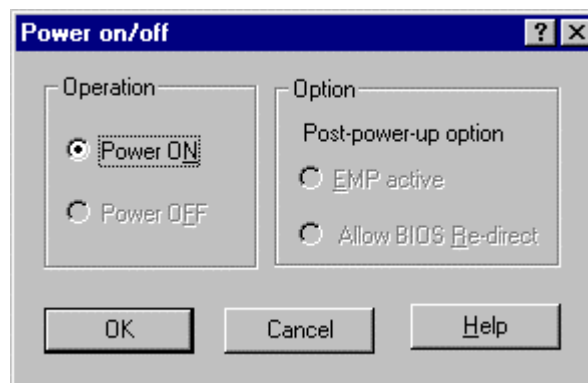 Power on/off
Operation
Power ON
Power OFF
Option
Post-power-up option
EMP active
Allow BIOS Re-direct
OK
Cancel
Help